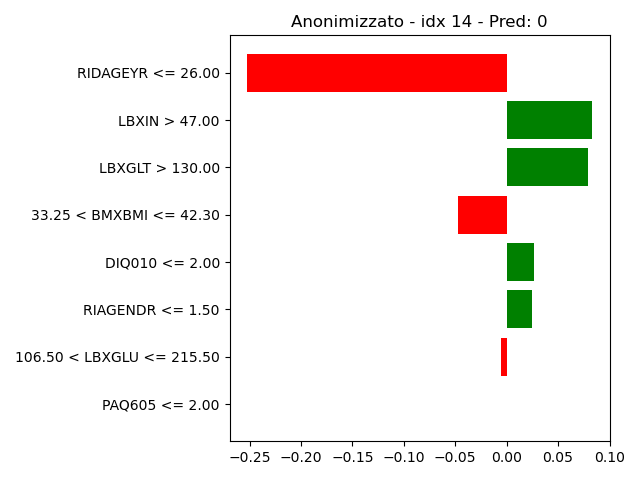 Anonimizzato - idx 14 - Pred: 0
RIDAGEYR <= 26.00
LBXIN > 47.00
LBXGLT > 130.00
33.25 < BMXBMI <= 42.30
DIQ010 <= 2.00
RIAGENDR <= 1.50
106.50 < LBXGLU <= 215.50
PAQ605 <= 2.00
−0.25 −0.20 −0.15 −0.10 −0.05 0.00 0.05 0.10